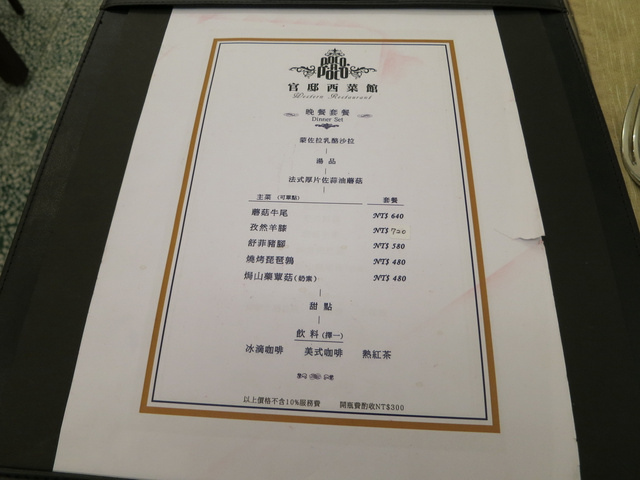 POCO
A
POCO
官邸西菜館
Western Restaurant
晚餐套餐
Dinner Set
蒙佐拉乳酪沙拉
湯品
法式厚片佐蒜油蘑菇
主菜 (可單點) 套餐
蘑菇牛尾 NT$ 640
孜然羊膝 NT$ 720
舒菲豬腳 NT$ 580
燒烤琵琶鴨 NT$ 480
焗山藥蕈菇(奶素) NT$ 480
甜點
飲料(擇一)
冰滴咖啡 美式咖啡 熱紅茶
以上價格不含10%服務費 開瓶費酌收NT$300